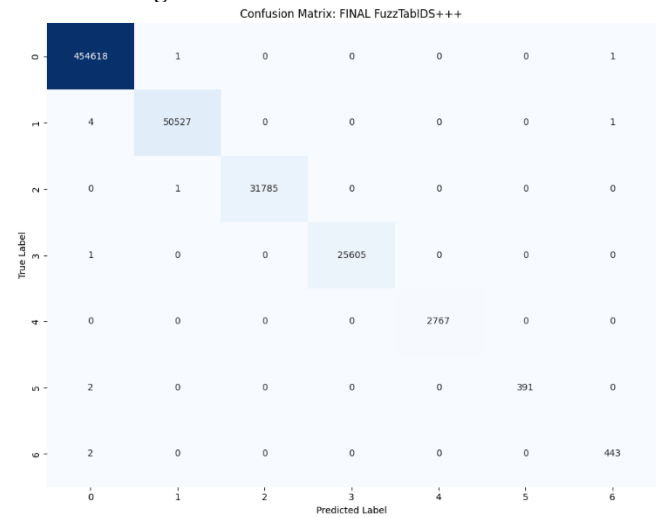 Confusion Matrix: FINAL FuzzTabIDS+++
0 454618 1 0 0 0 0 1
1 4 50527 0 0 0 0 1
2 0 1 31785 0 0 0 0
3 1 0 0 25605 0 0 0
True Label
4 0 0 0 0 2767 0 0
5 2 0 0 0 0 391 0
6 2 0 0 0 0 0 443
0 1 2 3 4 5 6
Predicted Label